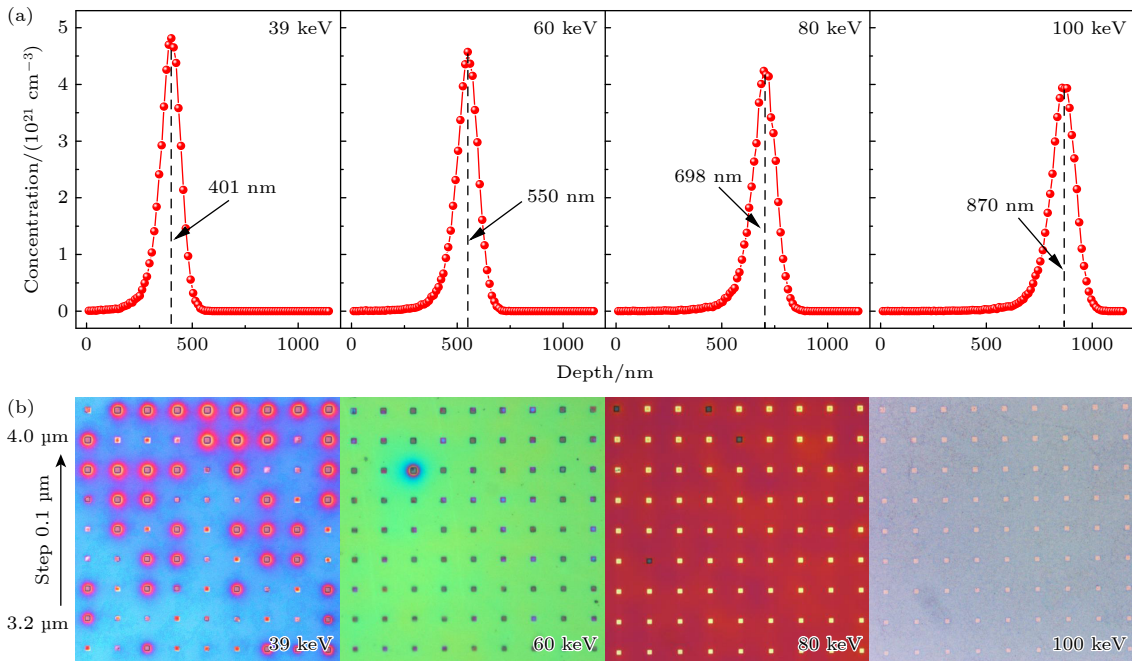 (a)
39 keV
60 keV
80 keV
100 keV
Concentration/(10²¹ cm⁻³)
5
4
3
2
1
0
401 nm
550 nm
698 nm
870 nm
0 500 1000 0 500 1000 0 500 1000 0 500 1000
Depth/nm
(b)
4.0 µm
Step 0.1 µm
3.2 µm
39 keV
60 keV
80 keV
100 keV